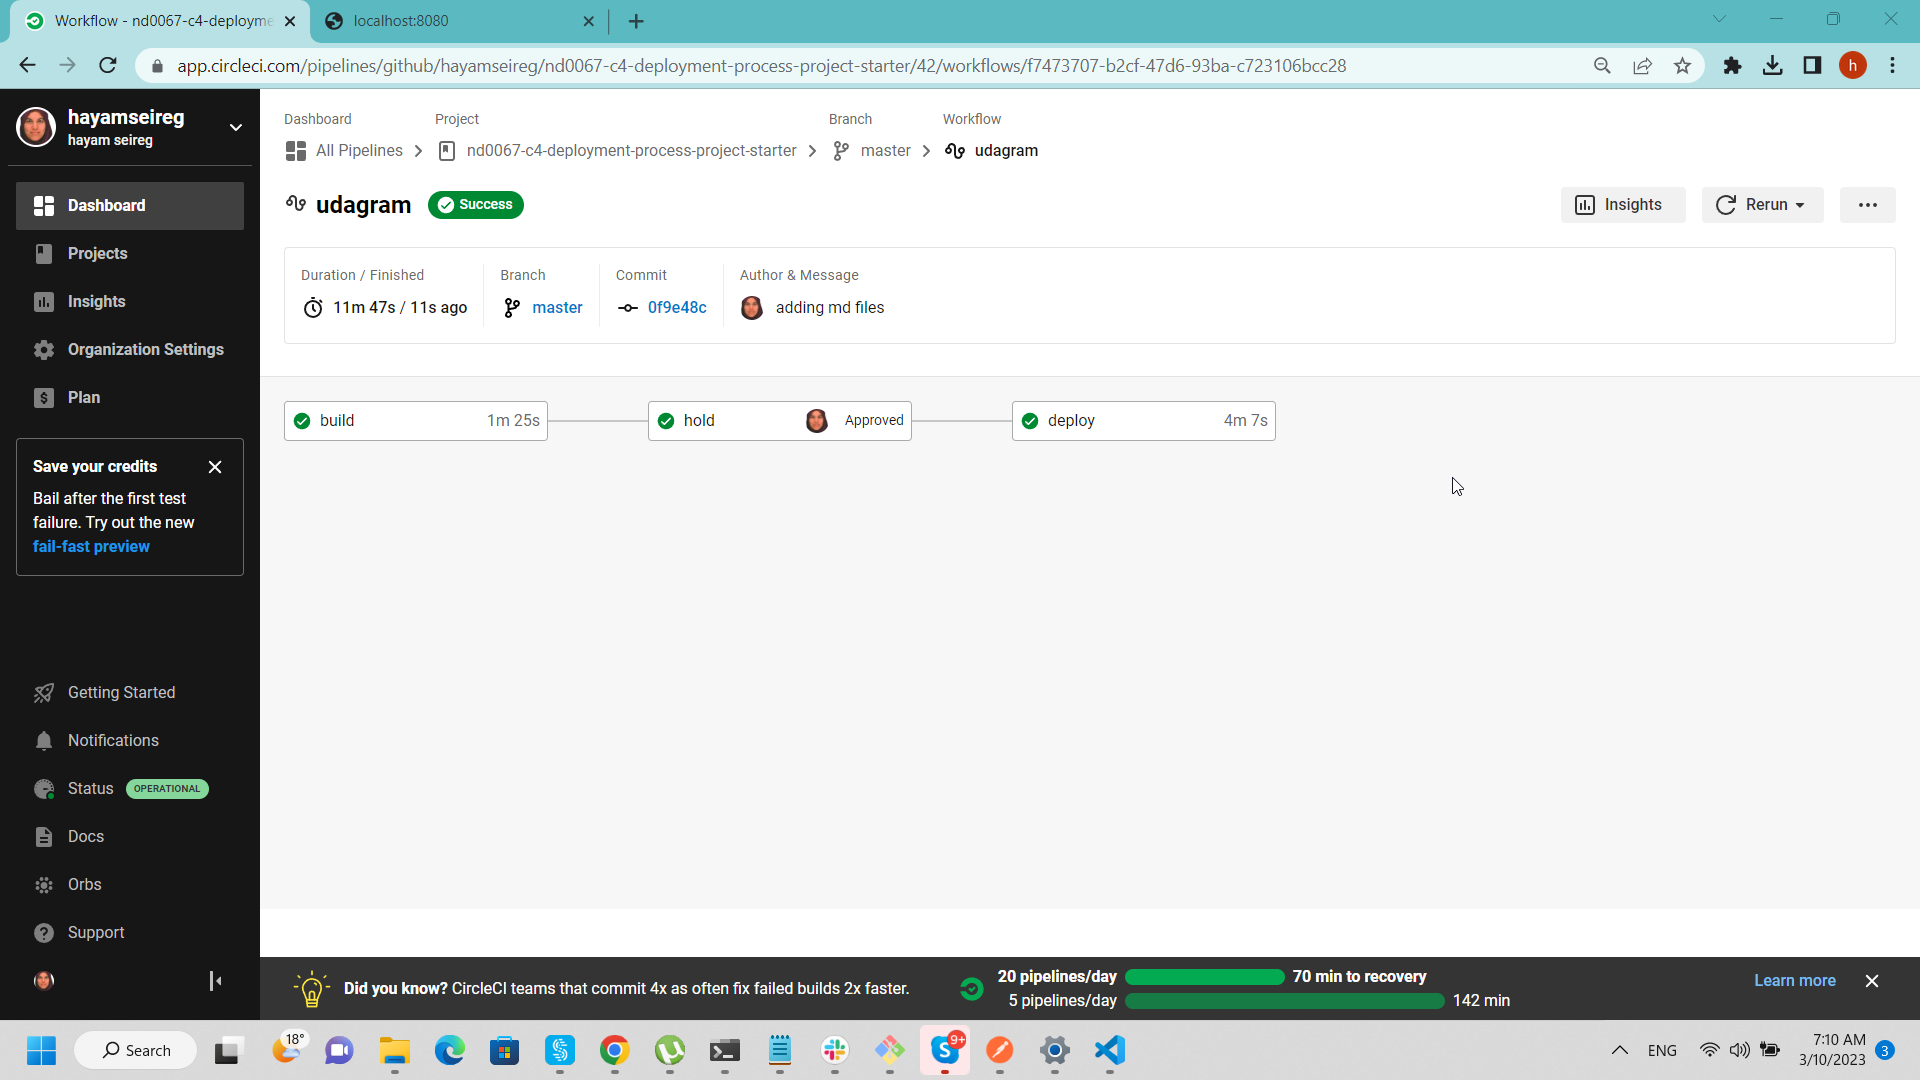 Workflow - nd0067-c4-deployme
localhost:8080
app.circleci.com/pipelines/github/hayamseireg/nd0067-c4-deployment-process-project-starter/42/workflows/f7473707-b2cf-47d6-93ba-c723106bcc28
h
hayamseireg
hayam seireg
Dashboard
Projects
Insights
Organization Settings
Plan
Save your credits
Bail after the first test
failure. Try out the new
fail-fast preview
Getting Started
Notifications
Status OPERATIONAL
Docs
Orbs
Support
Dashboard Project Branch Workflow
All Pipelines nd0067-c4-deployment-process-project-starter master udagram
udagram Success
Insights Rerun
Duration / Finished Branch Commit Author & Message
11m 47s / 11s ago master 0f9e48c adding md files
build 1m 25s hold Approved deploy 4m 7s
Did you know? CircleCI teams that commit 4x as often fix failed builds 2x faster.
20 pipelines/day 70 min to recovery
5 pipelines/day 142 min
Learn more
Search
18°
9+
ENG
7:10 AM
3/10/2023
3